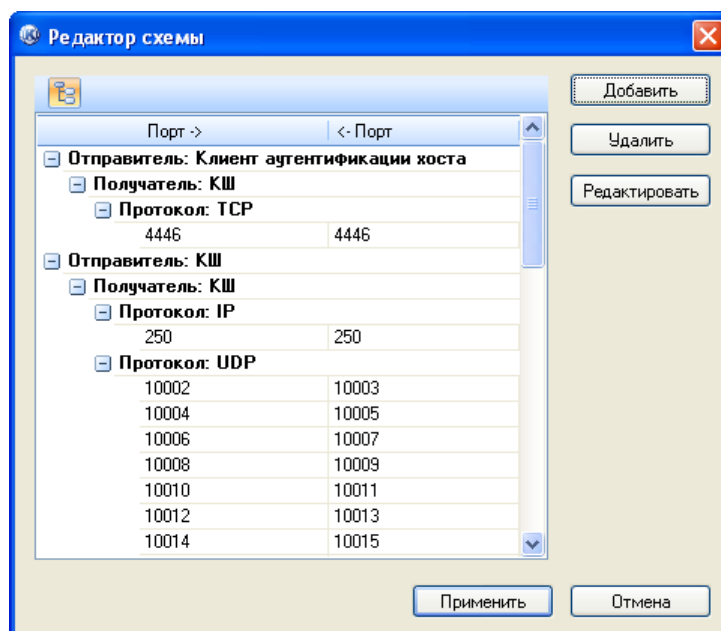 Редактор схемы
Добавить
Удалить
Редактировать
Порт -> <- Порт
Отправитель: Клиент аутентификации хоста
Получатель: КШ
Протокол: TCP
4446 4446
Отправитель: КШ
Получатель: КШ
Протокол: IP
250 250
Протокол: UDP
10002 10003
10004 10005
10006 10007
10008 10009
10010 10011
10012 10013
10014 10015
Применить Отмена